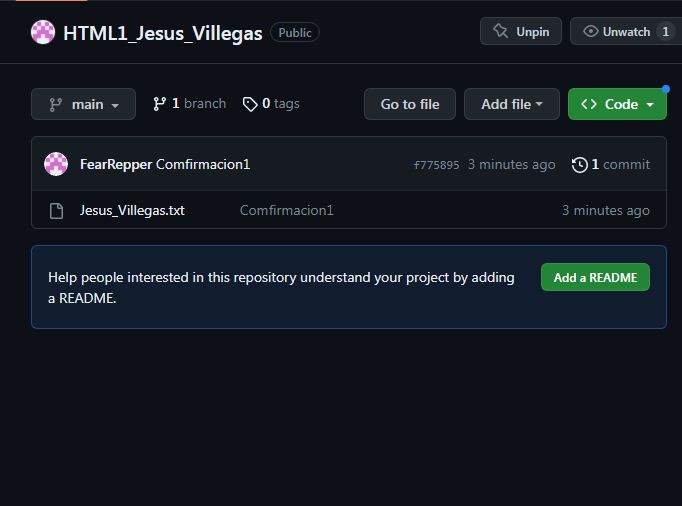 HTML1_Jesus_Villegas Public Unpin Unwatch 1
main 1 branch 0 tags Go to file Add file Code
FearRepper Comfirmacion1 f775895 3 minutes ago 1 commit
Jesus_Villegas.txt Comfirmacion1 3 minutes ago
Help people interested in this repository understand your project by adding
a README.
Add a README